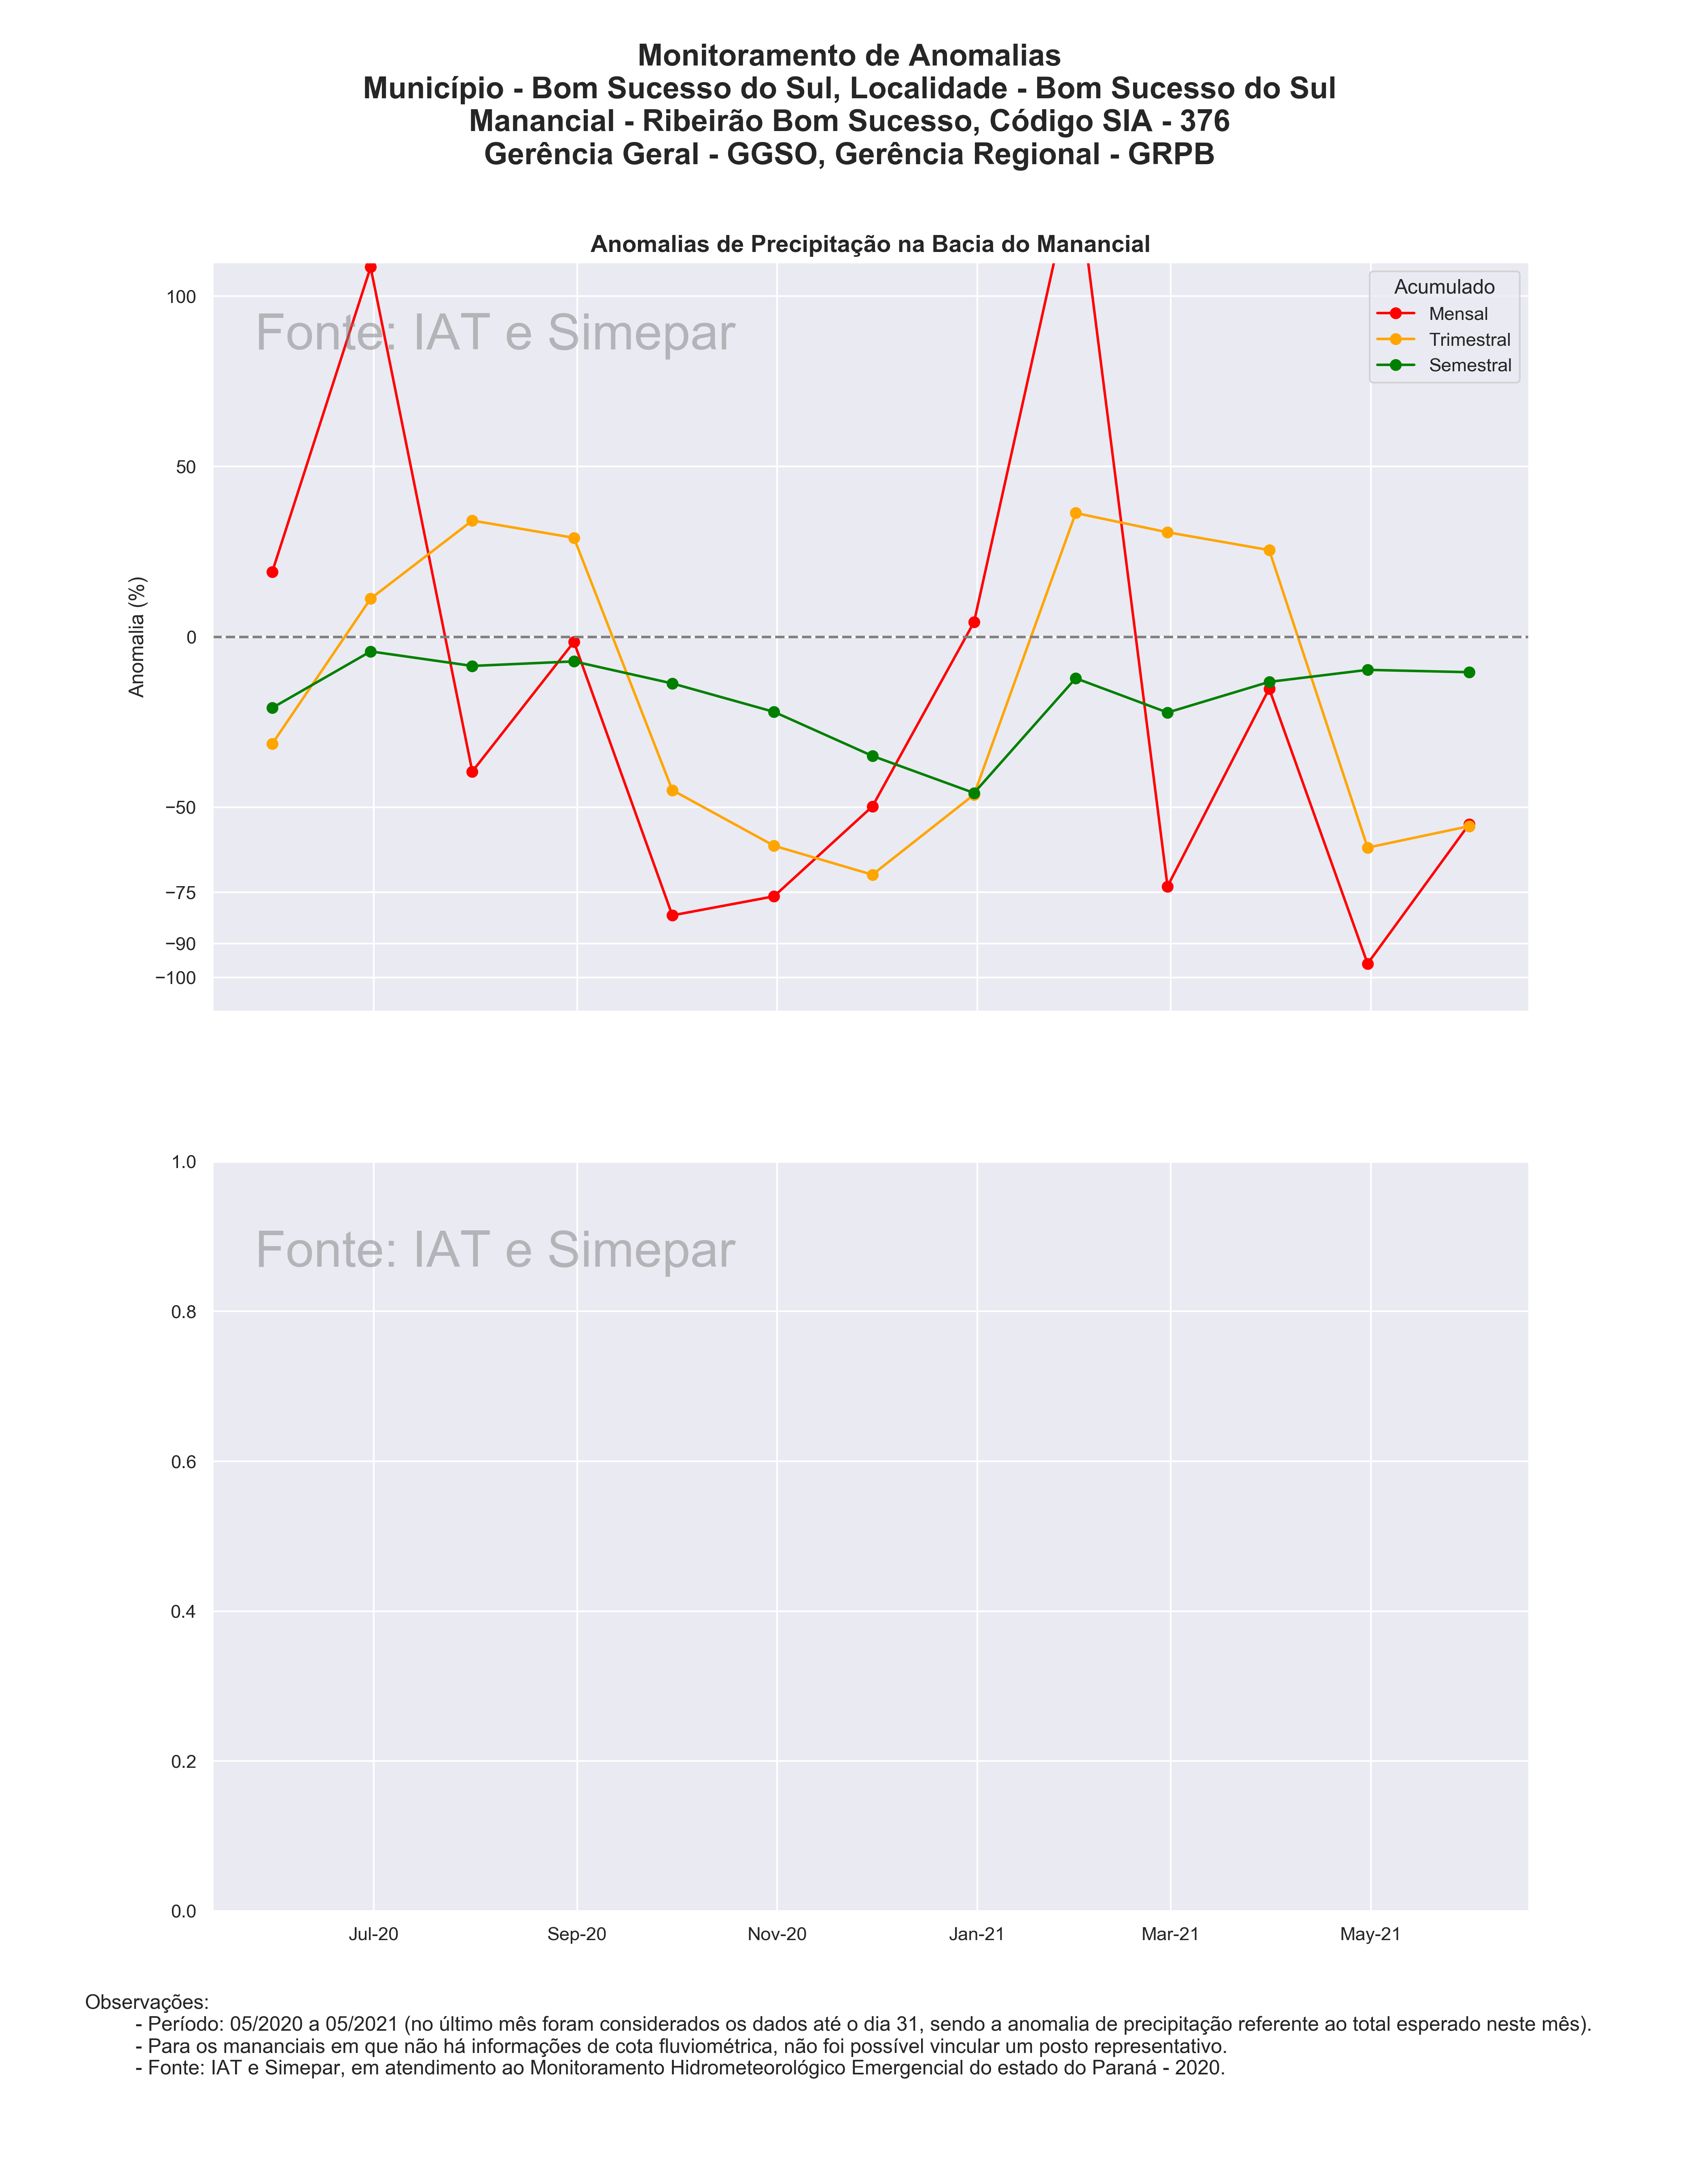 Monitoramento de Anomalias
Município - Bom Sucesso do Sul, Localidade - Bom Sucesso do Sul
Manancial - Ribeirão Bom Sucesso, Código SIA - 376
Gerência Geral - GGSO, Gerência Regional - GRPB
Anomalias de Precipitação na Bacia do Manancial
Fonte: IAT e Simepar
Acumulado
Mensal
Trimestral
Semestral
Anomalia (%)
100
50
0
−50
−75
−90
−100
Fonte: IAT e Simepar
1.0
0.8
0.6
0.4
0.2
0.0
Jul-20 Sep-20 Nov-20 Jan-21 Mar-21 May-21
Observações:
- Período: 05/2020 a 05/2021 (no último mês foram considerados os dados até o dia 31, sendo a anomalia de precipitação referente ao total esperado neste mês).
- Para os mananciais em que não há informações de cota fluviométrica, não foi possível vincular um posto representativo.
- Fonte: IAT e Simepar, em atendimento ao Monitoramento Hidrometeorológico Emergencial do estado do Paraná - 2020.